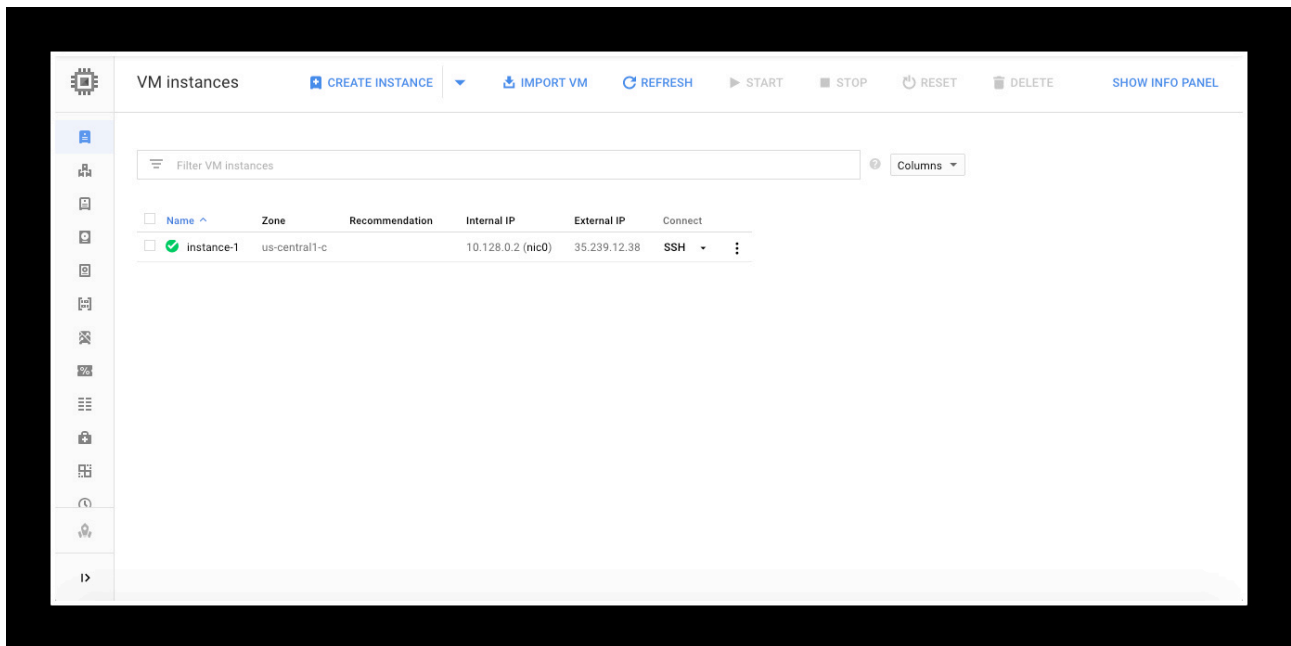 VM instances CREATE INSTANCE IMPORT VM REFRESH START STOP RESET DELETE SHOW INFO PANEL
Filter VM instances Columns
Name Zone Recommendation Internal IP External IP Connect
instance-1 us-central1-c 10.128.0.2 (nic0) 35.239.12.38 SSH